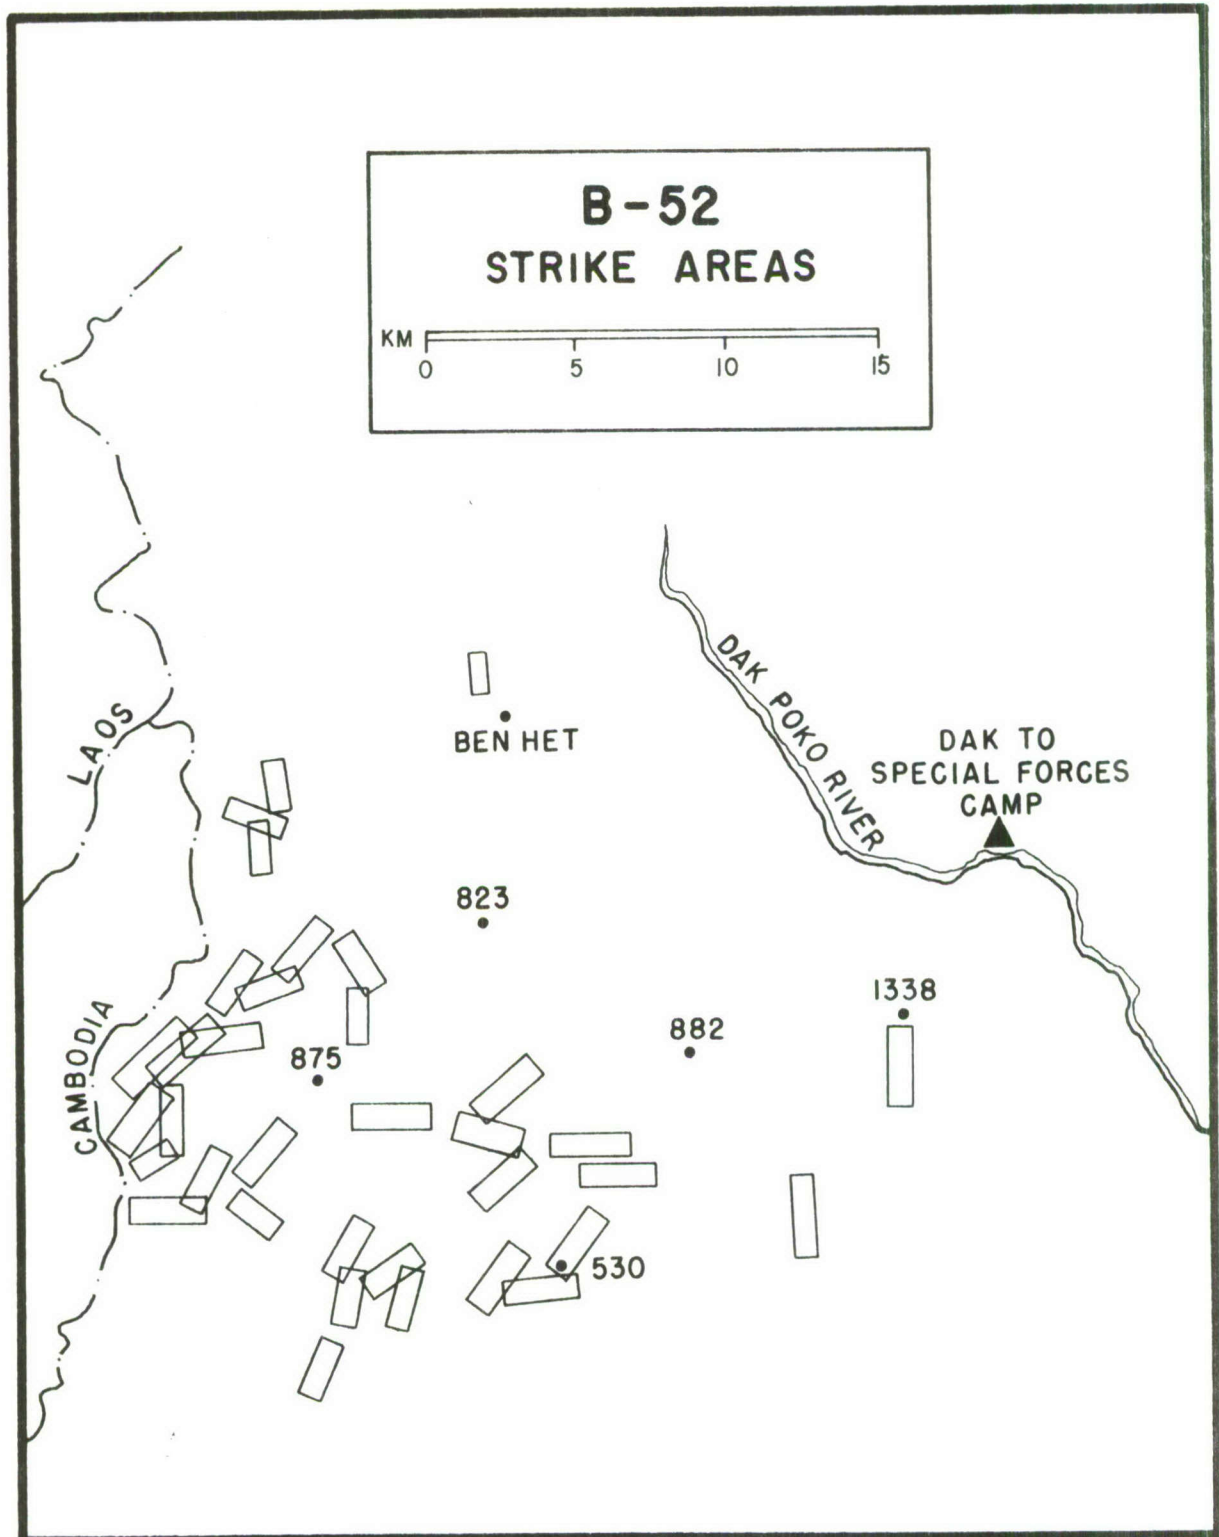 B-52
STRIKE AREAS
KM
0 5 10 15
DAK POKO RIVER
LAOS
BEN HET
DAK TO
SPECIAL FORCES
CAMP
823
1338
882
875
CAMBODIA
530